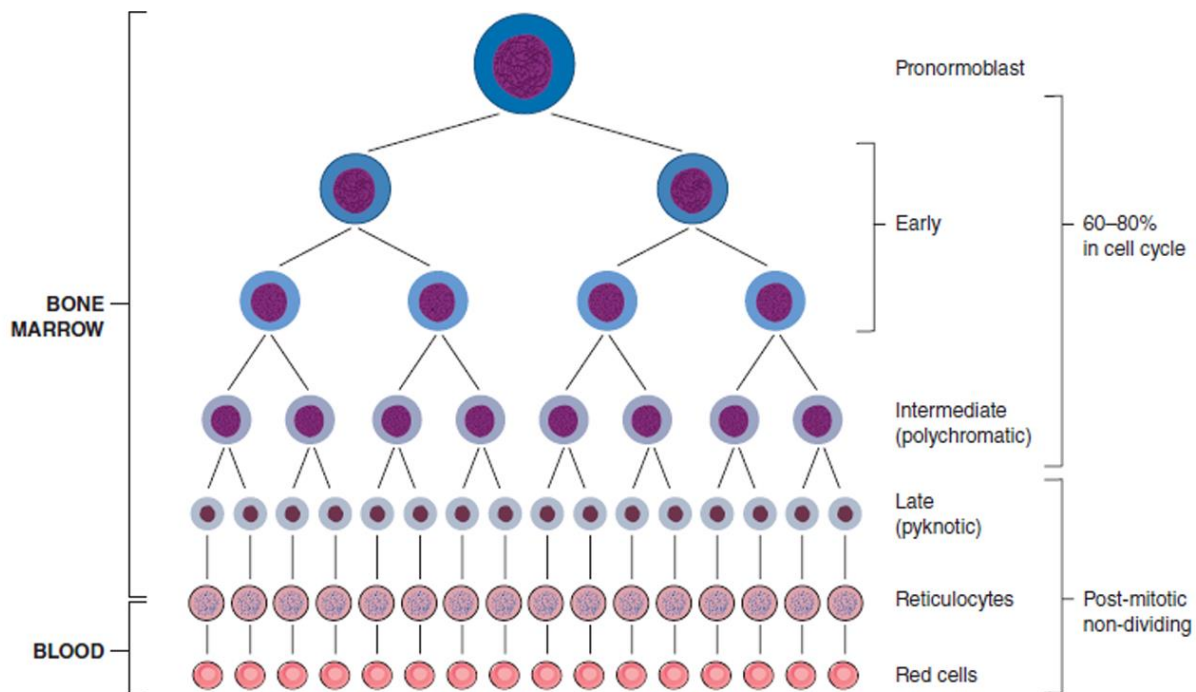 Pronormoblast
Early
60–80%
in cell cycle
BONE
MARROW
Intermediate
(polychromatic)
Late
(pyknotic)
Reticulocytes
Post-mitotic
non-dividing
BLOOD
Red cells